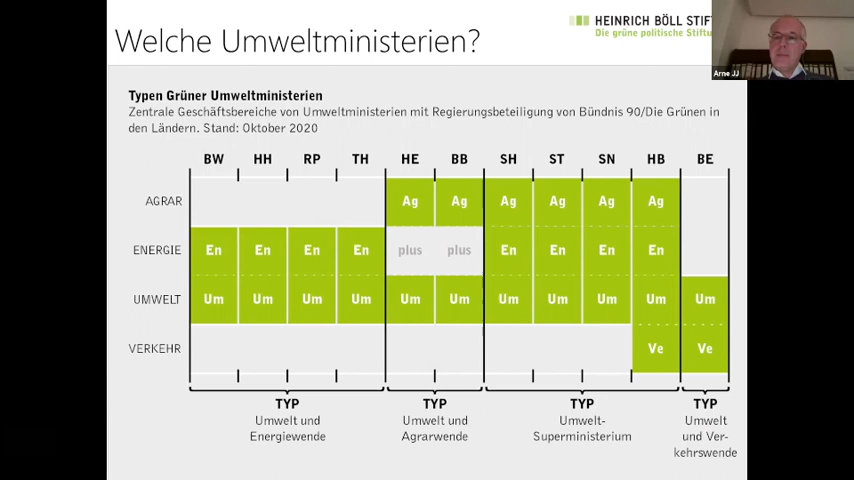 Welche Umweltministerien?
HEINRICH BÖLL STIF
Die grüne politische Stiftu
Arne JJ
Typen Grüner Umweltministerien
Zentrale Geschäftsbereiche von Umweltministerien mit Regierungsbeteiligung von Bündnis 90/Die Grünen in
den Ländern. Stand: Oktober 2020
BW HH RP TH HE BB SH ST SN HB BE
AGRAR Ag Ag Ag Ag Ag Ag
ENERGIE En En En En plus plus En En En En
UMWELT Um Um Um Um Um Um Um Um Um Um Um
VERKEHR Ve Ve
TYP TYP TYP TYP
Umwelt und Umwelt und Umwelt- Umwelt
Energiewende Agrarwende Superministerium und Ver-
kehrswende